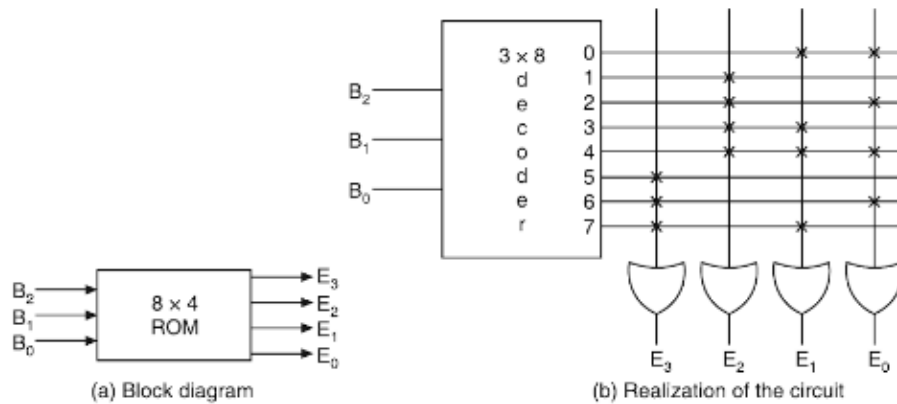 3 × 8
d
e
c
o
d
e
r
0
1
2
3
4
5
6
7
B₂
B₁
B₀
E₃ E₂ E₁ E₀
B₂
B₁
B₀
8 × 4
ROM
E₃
E₂
E₁
E₀
(a) Block diagram
(b) Realization of the circuit